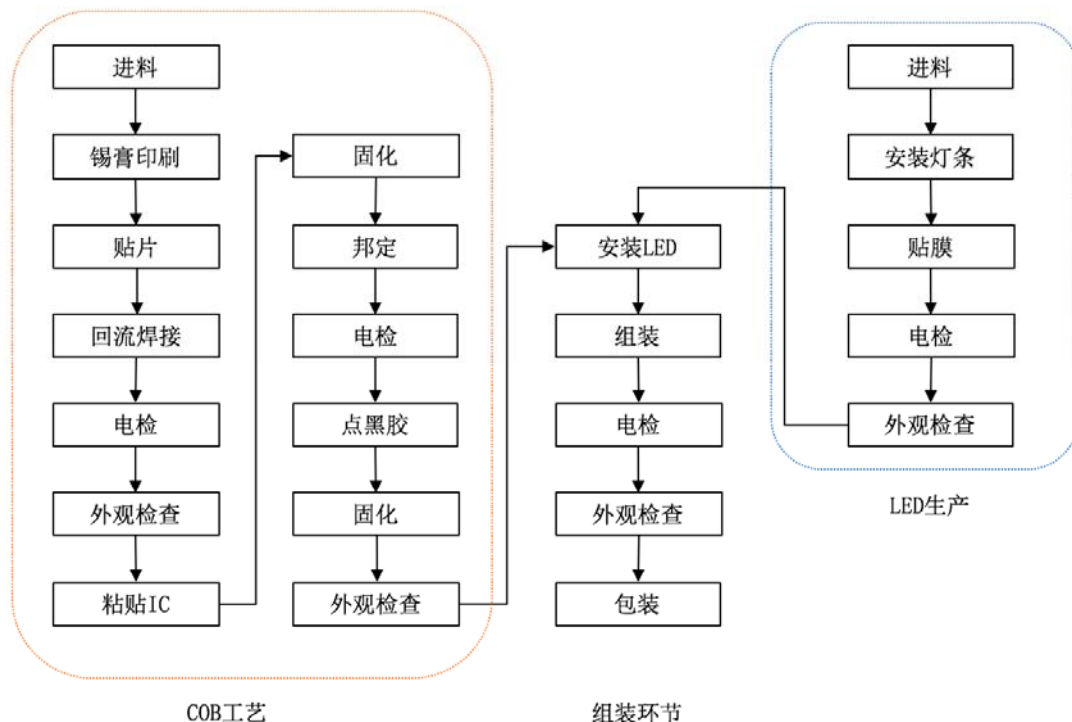 进料
锡膏印刷
贴片
回流焊接
电检
外观检查
粘贴IC
固化
邦定
电检
点黑胶
固化
外观检查
COB工艺
安装LED
组装
电检
外观检查
包装
组装环节
进料
安装灯条
贴膜
电检
外观检查
LED生产